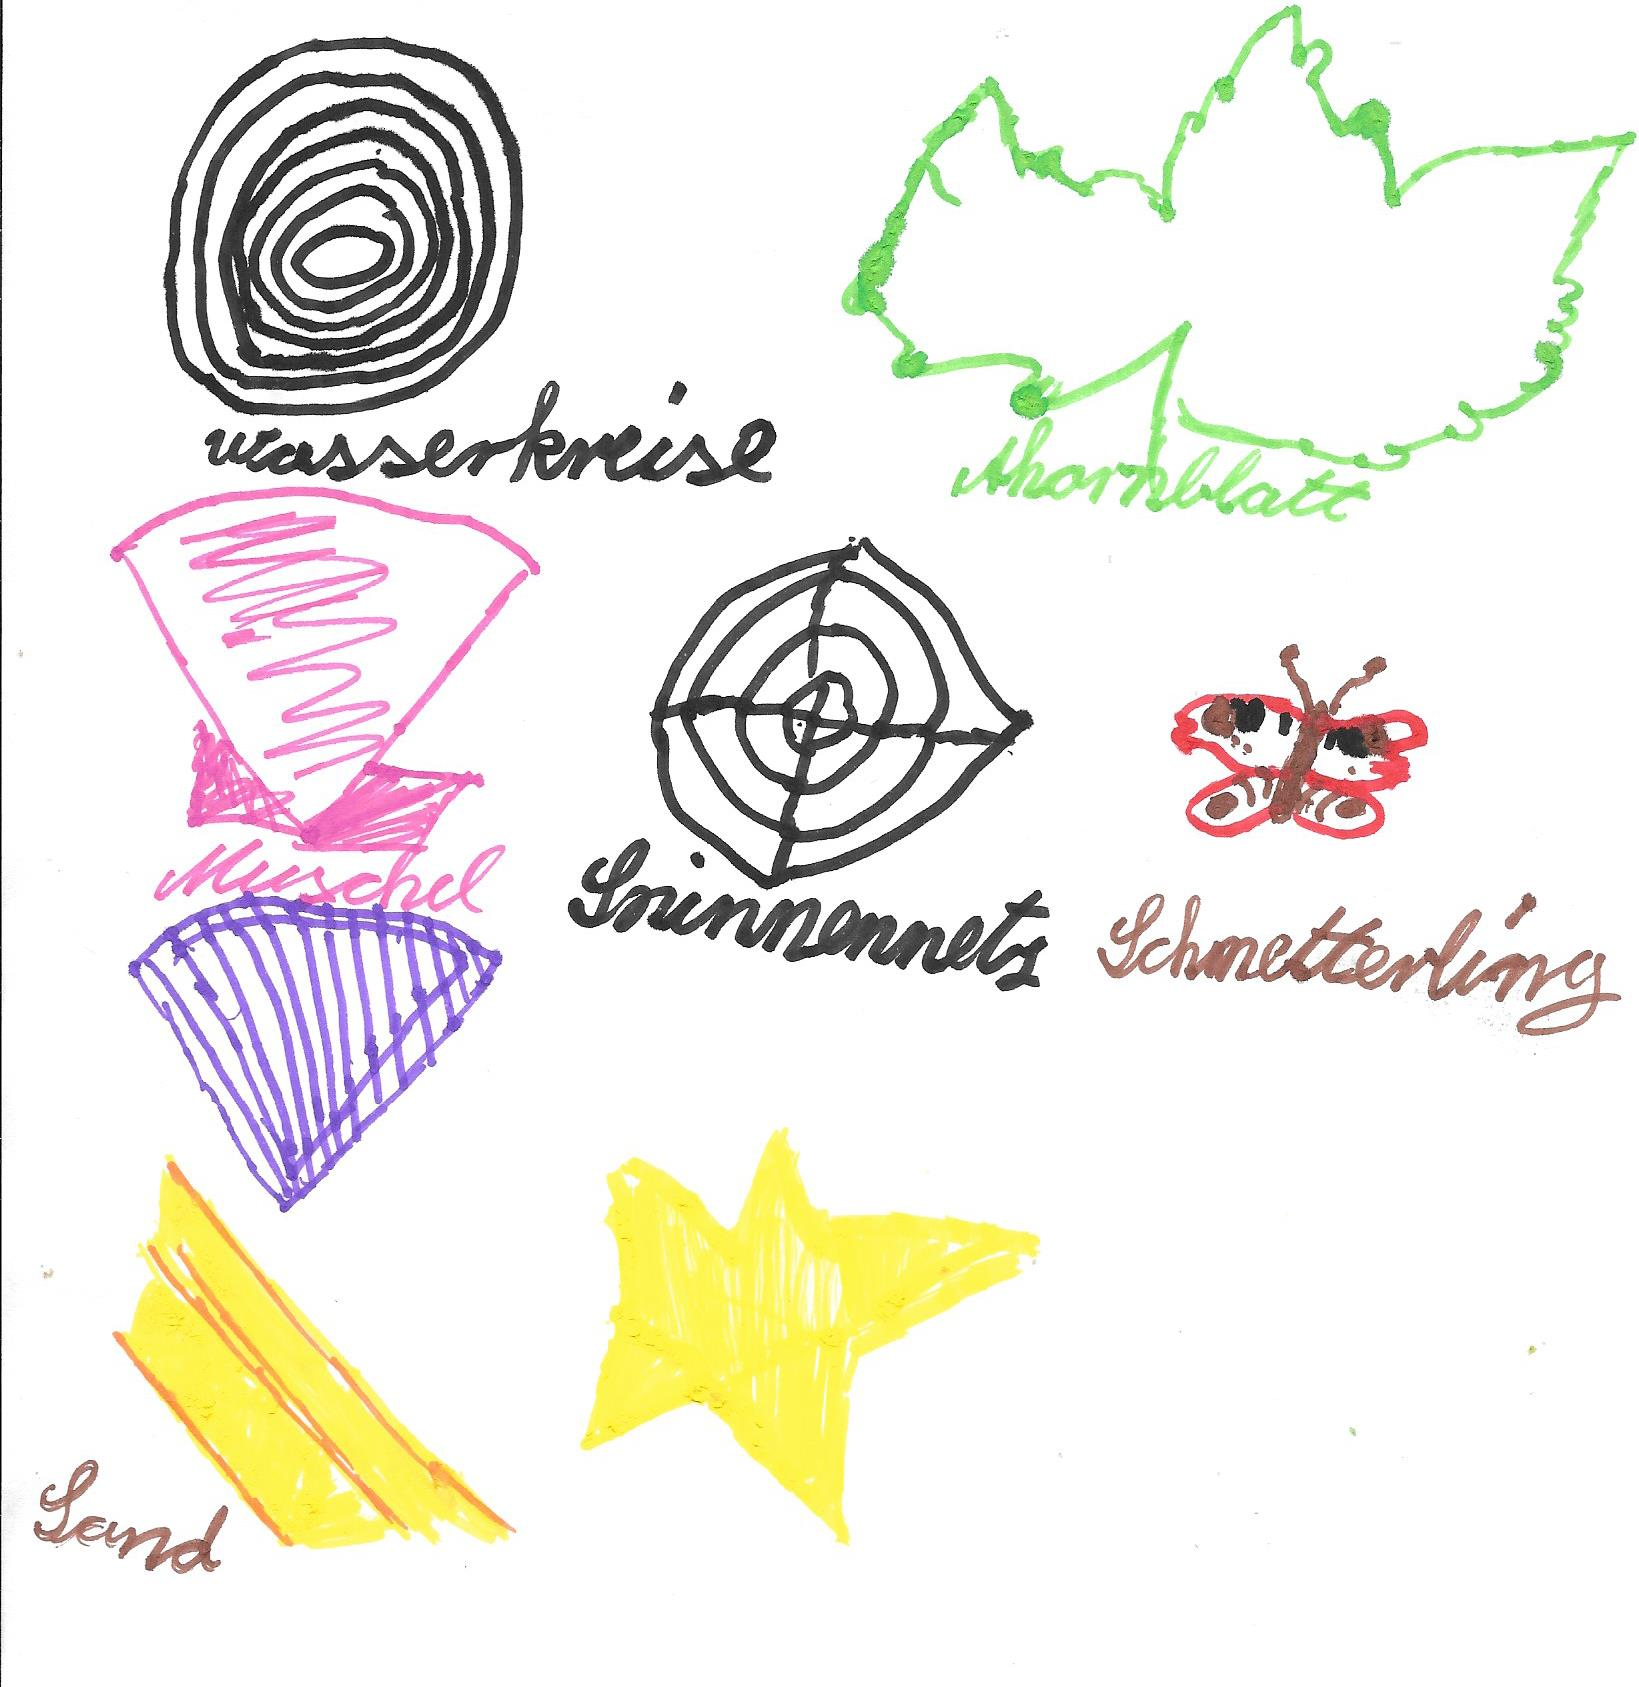 wasserkreise
Ahornblatt
Muschel
Spinnennetz
Schmetterling
Sand